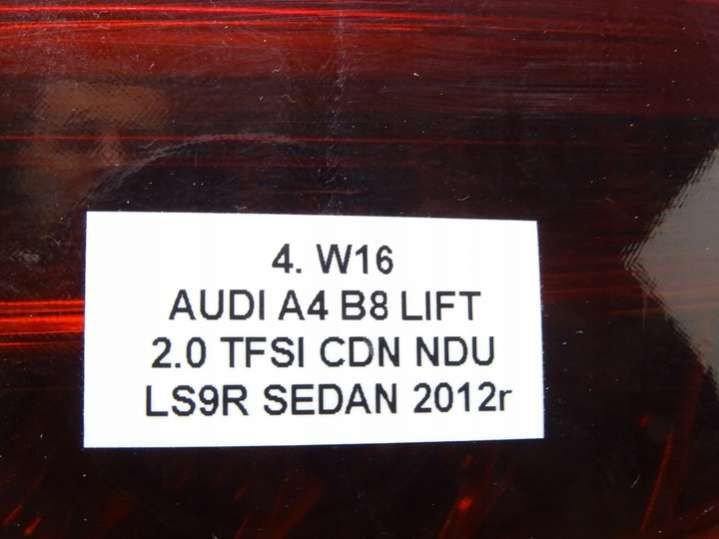 4. W16
AUDI A4 B8 LIFT
2.0 TFSI CDN NDU
LS9R SEDAN 2012r